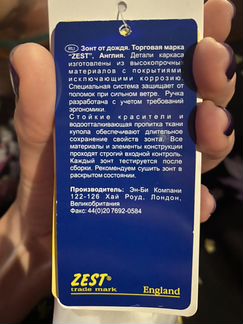 RU Зонт от дождя. Торговая марка
"ZEST", Англия. Детали каркаса
изготовлены из высокопрочных
материалов с покрытиями
исключающими коррозию.
Специальная система защищает от
поломок при сильном ветре. Ручка
разработана с учетом требований
эргономики.
Стойкие красители и
водоотталкивающая пропитка ткани
купола обеспечивают длительное
сохранение свойств зонта. Все
материалы и элементы конструкции
проходят строгий входной контроль.
Каждый зонт тестируется после
сборки. Рекомендуем сушить зонт в
раскрытом состоянии.
Производитель: Эн-Би Компани
122-126 Хай Роуд, Лондон,
Великобритания
Факс: 44(0)20 7692-0584
ZEST®
trade mark
England